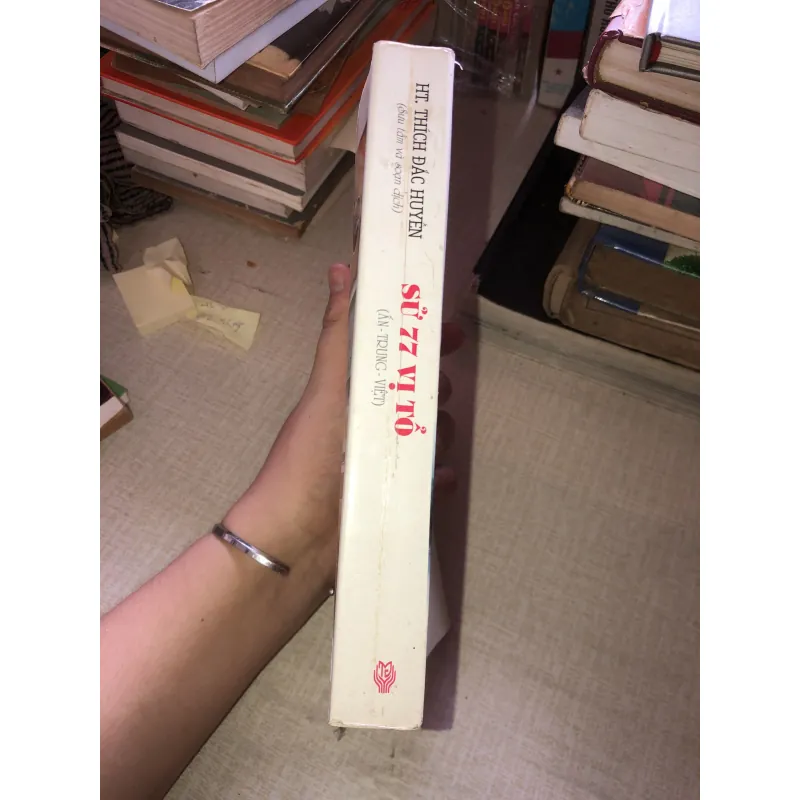 HT. THÍCH ĐẮC HUYỀN
(Sưu tầm và soạn dịch)
SỬ 77 VỊ TỔ
(ẤN - TRUNG - VIỆT)